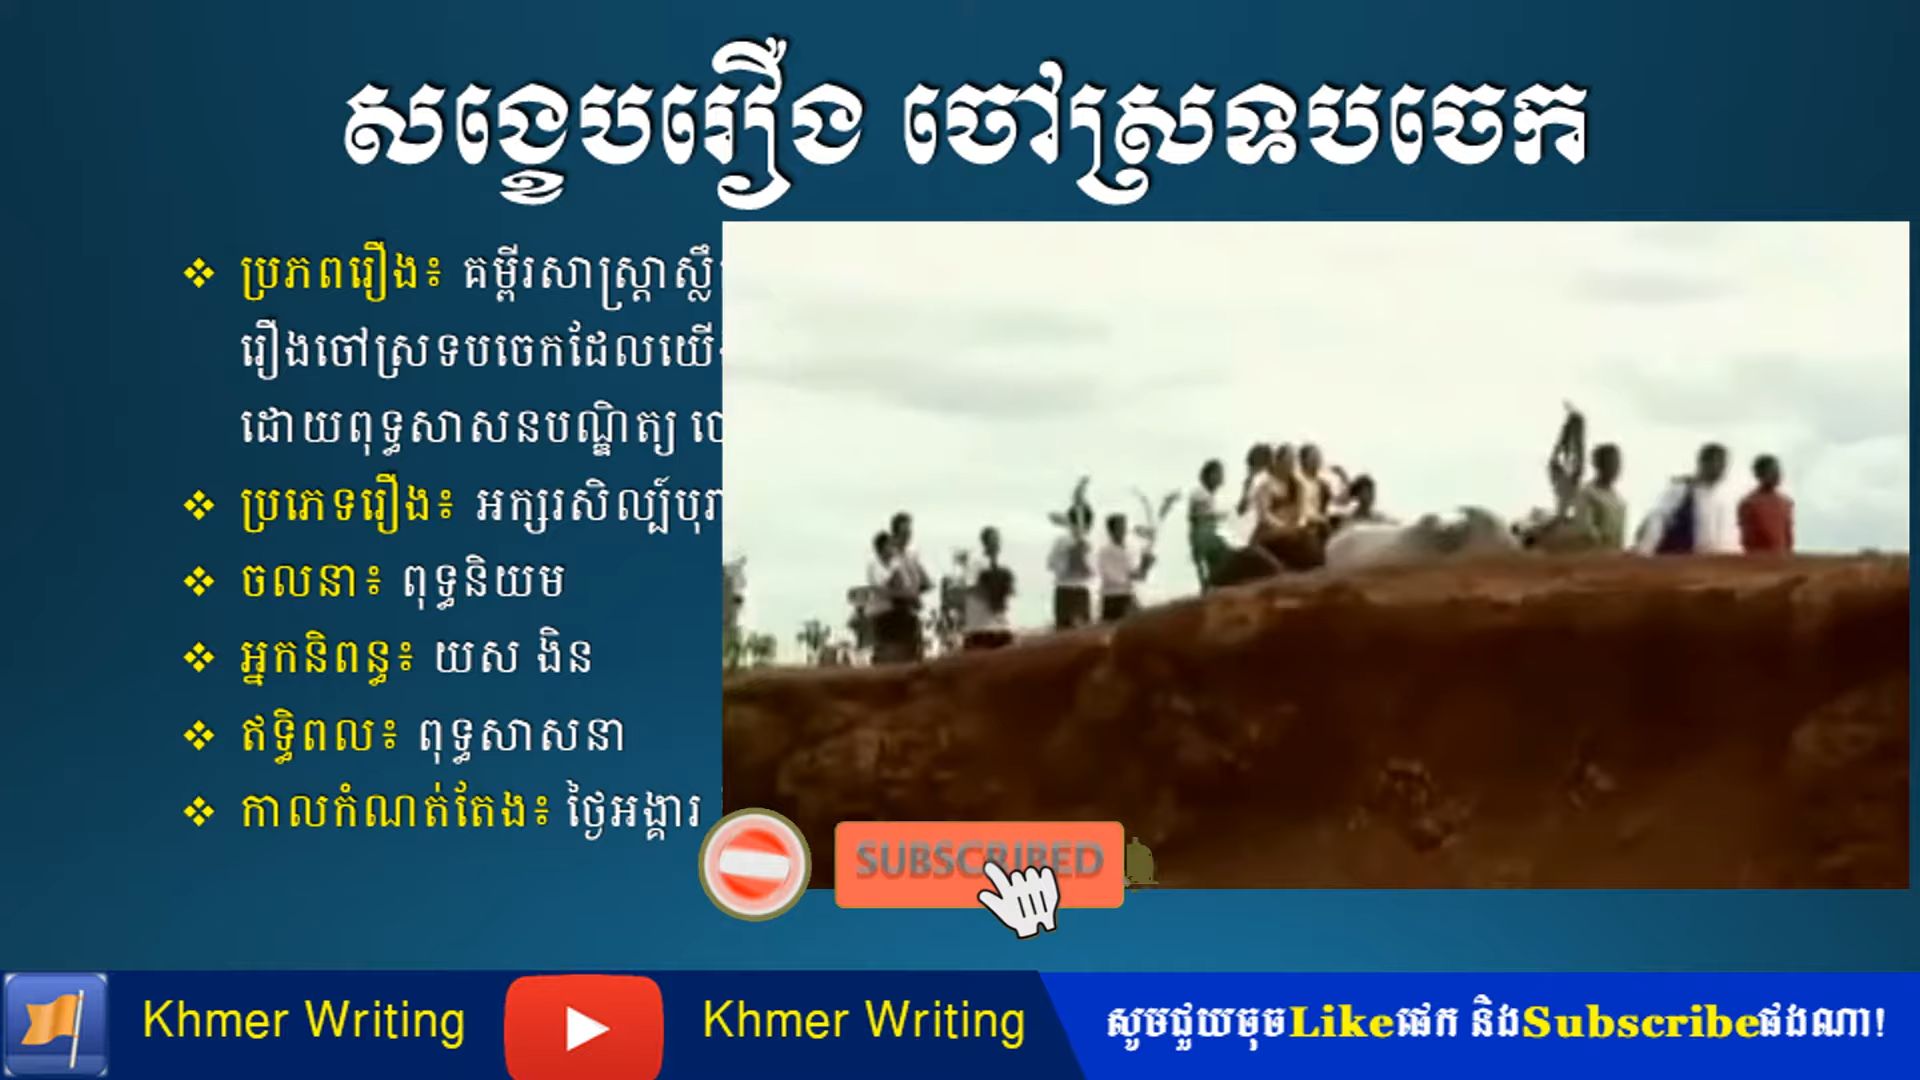 សង្ខេបរឿង ចៅស្រទបចេក
ប្រភពរឿង៖ គម្ពីរសាស្ត្រាស្លឹ
រឿងចៅស្រទបចេកដែលយើ
ដោយពុទ្ធសាសនបណ្ឌិត្យ
ប្រភេទរឿង៖ អក្សរសិល្ប៍បុរា
ចលនា៖ ពុទ្ធនិយម
អ្នកនិពន្ធ៖ យស ងិន
ឥទ្ធិពល៖ ពុទ្ធសាសនា
កាលកំណត់តែង៖ ថ្ងៃអង្គារ
SUBSCRIBED
Khmer Writing
Khmer Writing
សូមជួយចុចLikeផេក និងSubscribeផងណា!